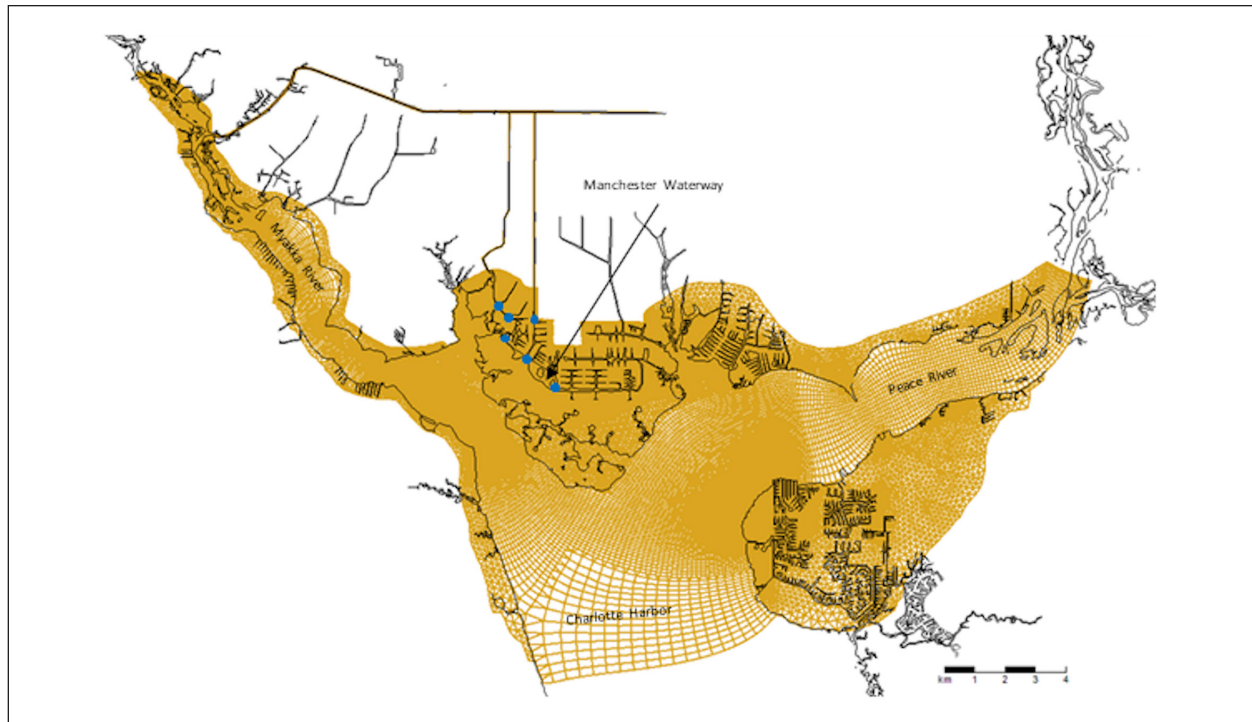 Manchester Waterway
Myakka River
Peace River
Charlotte Harbor
km 1 2 3 4